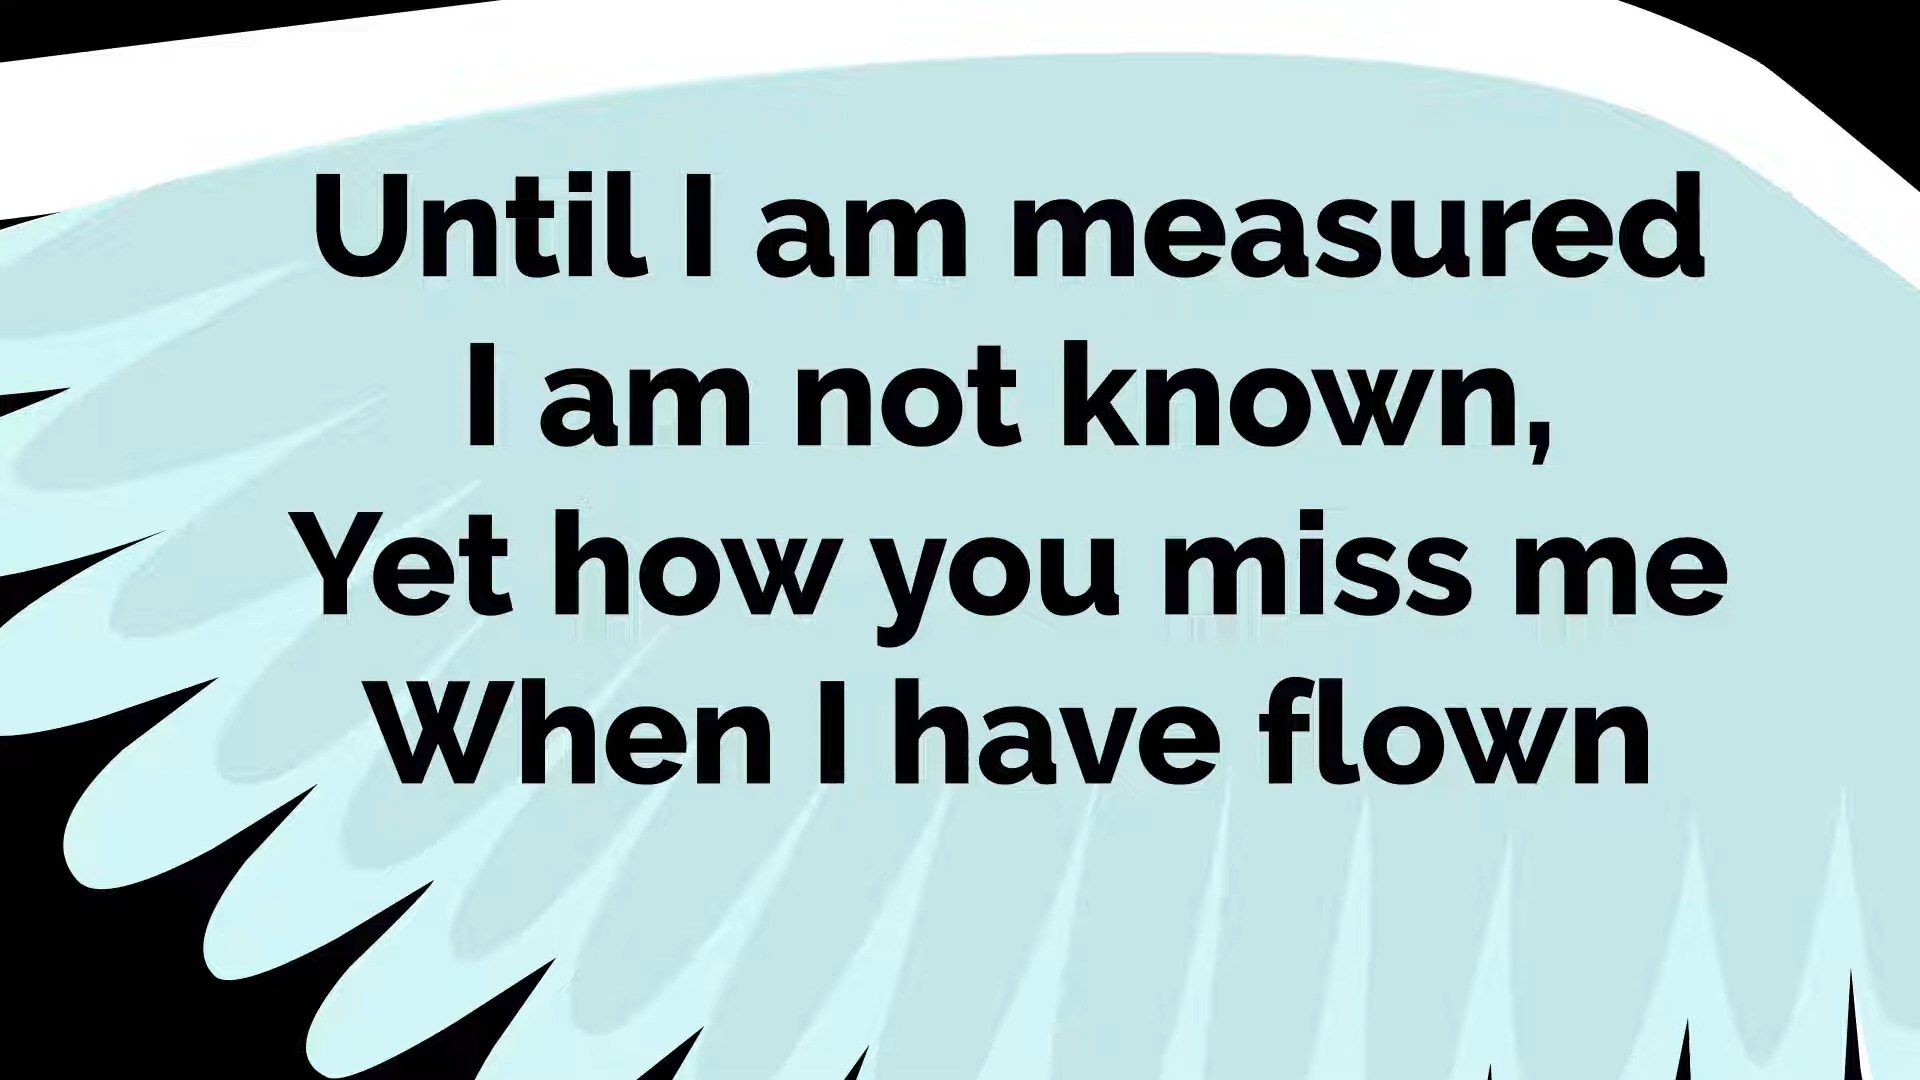 Until I am measured
I am not known,
Yet how you miss me
When I have flown